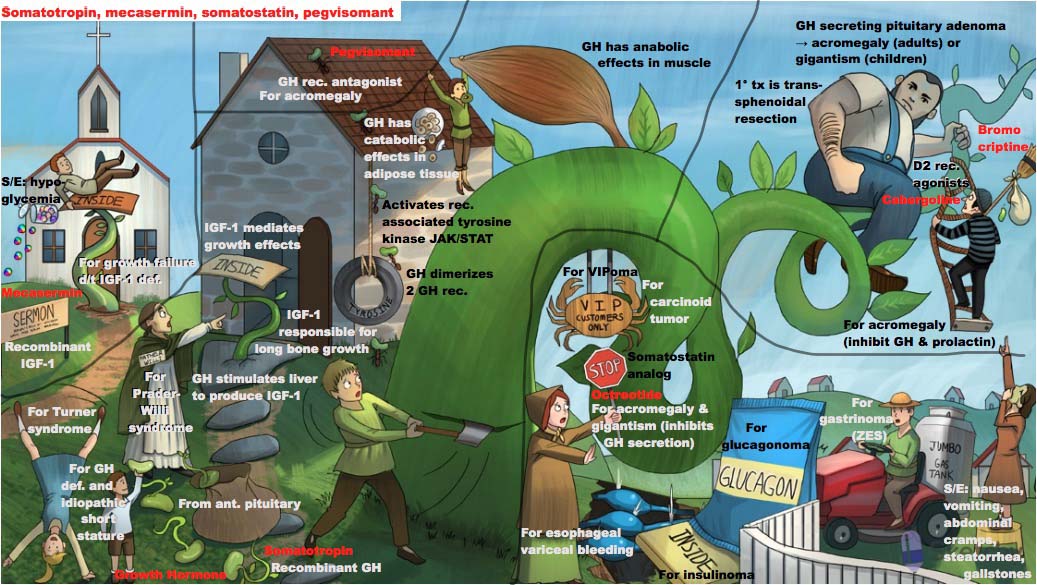 Somatotropin, mecasermin, somatostatin, pegvisomant
S/E: hypo-
glycemia
INSIDE
For growth failure
d/t IGF-1 def.
Mecasermin
SERMON
Recombinant
IGF-1
Pegvisomant
GH rec. antagonist
For acromegaly
GH has
catabolic
effects in
adipose tissue
Activates rec.
associated tyrosine
kinase JAK/STAT
GH dimerizes
2 GH rec.
TYROSINE
IGF-1 mediates
growth effects
INSIDE
IGF-1
responsible for
long bone growth
GH stimulates liver
to produce IGF-1
For
Prader-
Willi
syndrome
For Turner
syndrome
For GH
def. and
idiopathic
short
stature
From ant. pituitary
Somatotropin
Recombinant GH
Growth Hormone
GH has anabolic
effects in muscle
GH secreting pituitary adenoma
→ acromegaly (adults) or
gigantism (children)
1° tx is trans-
sphenoidal
resection
Bromo
criptine
D2 rec.
agonists
Cabergoline
For acromegaly
(inhibit GH & prolactin)
For VIPoma
VIP
CUSTOMERS
ONLY
For
carcinoid
tumor
STOP
Somatostatin
analog
Octreotide
For acromegaly &
gigantism (inhibits
GH secretion)
For esophageal
variceal bleeding
INSIDE
For insulinoma
For
glucagonoma
GLUCAGON
For
gastrinoma
(ZES)
JUMBO
GAS
TANK
S/E: nausea,
vomiting,
abdominal
cramps,
steatorrhea,
gallstones